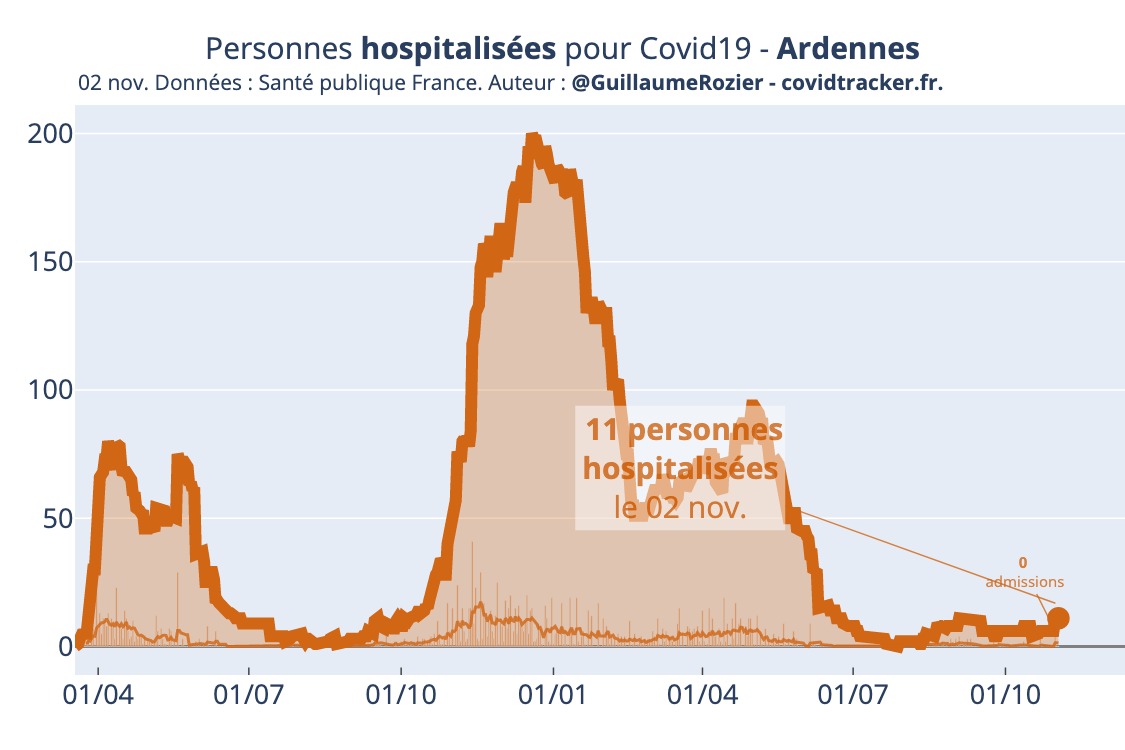 Personnes hospitalisées pour Covid19 - Ardennes
02 nov. Données : Santé publique France. Auteur : @GuillaumeRozier - covidtracker.fr.
200
150
100
50
0
11 personnes
hospitalisées
le 02 nov.
0
admissions
01/04
01/07
01/10
01/01
01/04
01/07
01/10